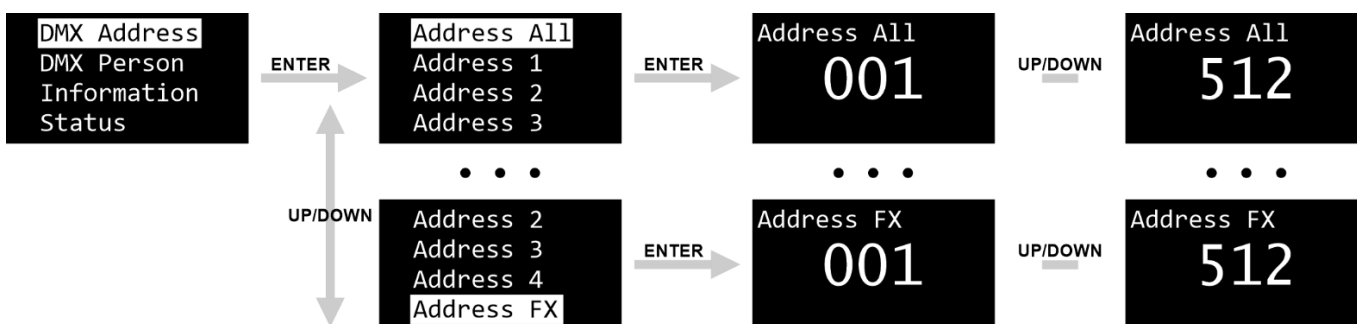 DMX Address
DMX Person
Information
Status
ENTER
Address All
Address 1
Address 2
Address 3
ENTER
Address All
001
UP/DOWN
Address All
512
• • •
• • •
• • •
UP/DOWN
Address 2
Address 3
Address 4
Address FX
ENTER
Address FX
001
UP/DOWN
Address FX
512